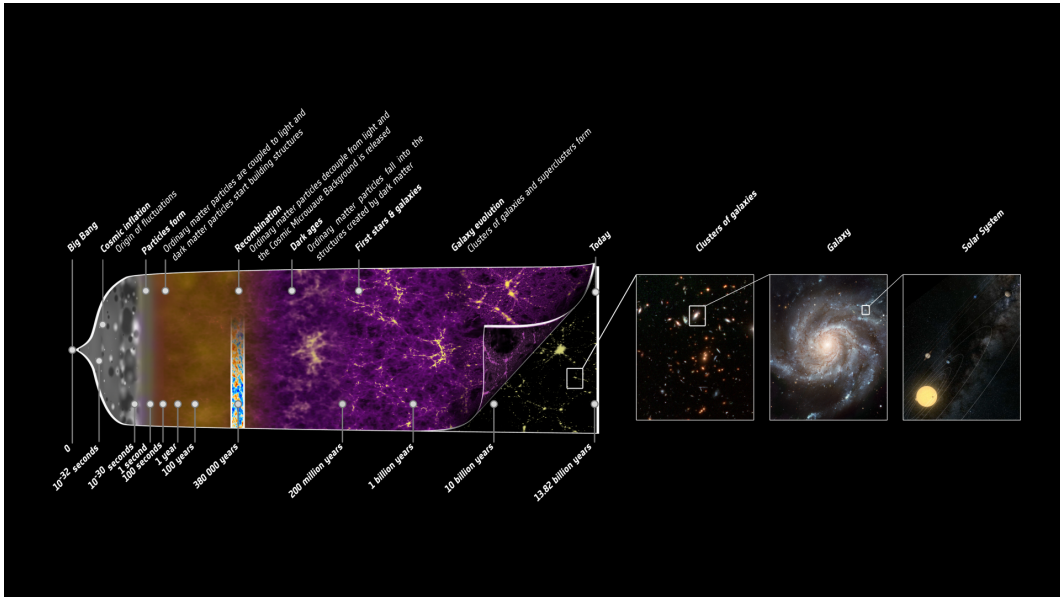 Big Bang
Cosmic inflation
Origin of fluctuations
Particles form
Ordinary matter particles are coupled to light and
dark matter particles start building structures
Recombination
Ordinary matter particles decouple from light and
the Cosmic Microwave Background is released
Dark ages
Ordinary matter particles fall into the
structures created by dark matter
First stars & galaxies
Galaxy evolution
Clusters of galaxies and superclusters form
Today
Clusters of galaxies
Galaxy
Solar System
0
10⁻³² seconds
10⁻³⁰ seconds
1 second
100 seconds
1 year
100 years
380 000 years
200 million years
1 billion years
10 billion years
13.82 billion years